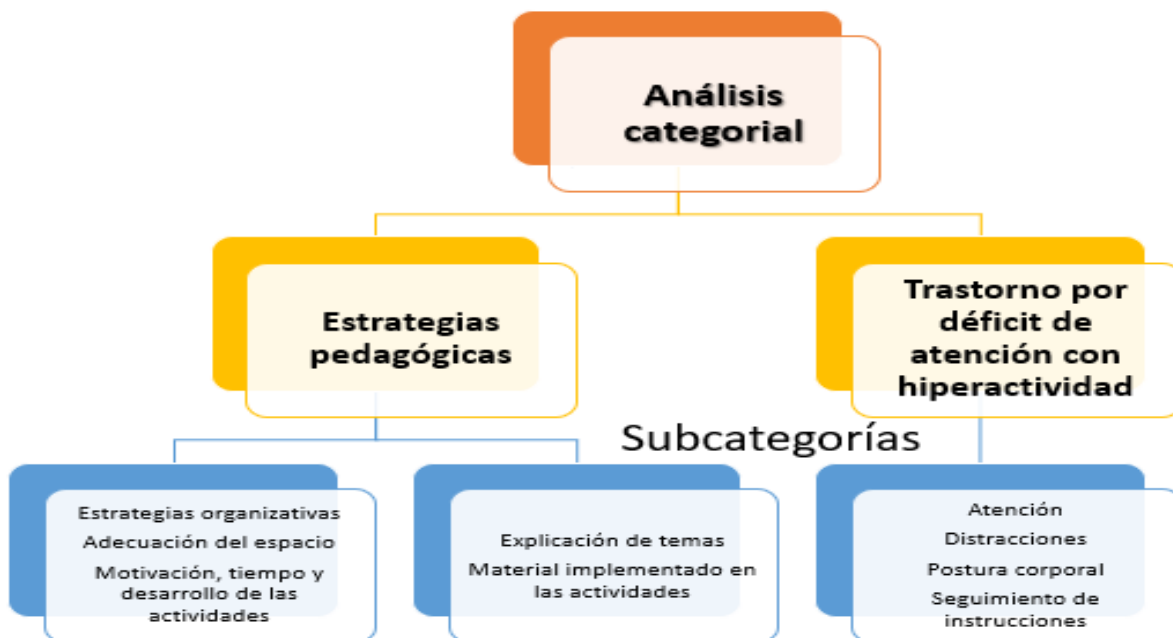 Análisis
categorial
Estrategias
pedagógicas
Trastorno por
déficit de
atención con
hiperactividad
Subcategorías
Estrategias organizativas
Adecuación del espacio
Motivación, tiempo y
desarrollo de las
actividades
Explicación de temas
Material implementado en
las actividades
Atención
Distracciones
Postura corporal
Seguimiento de
instrucciones